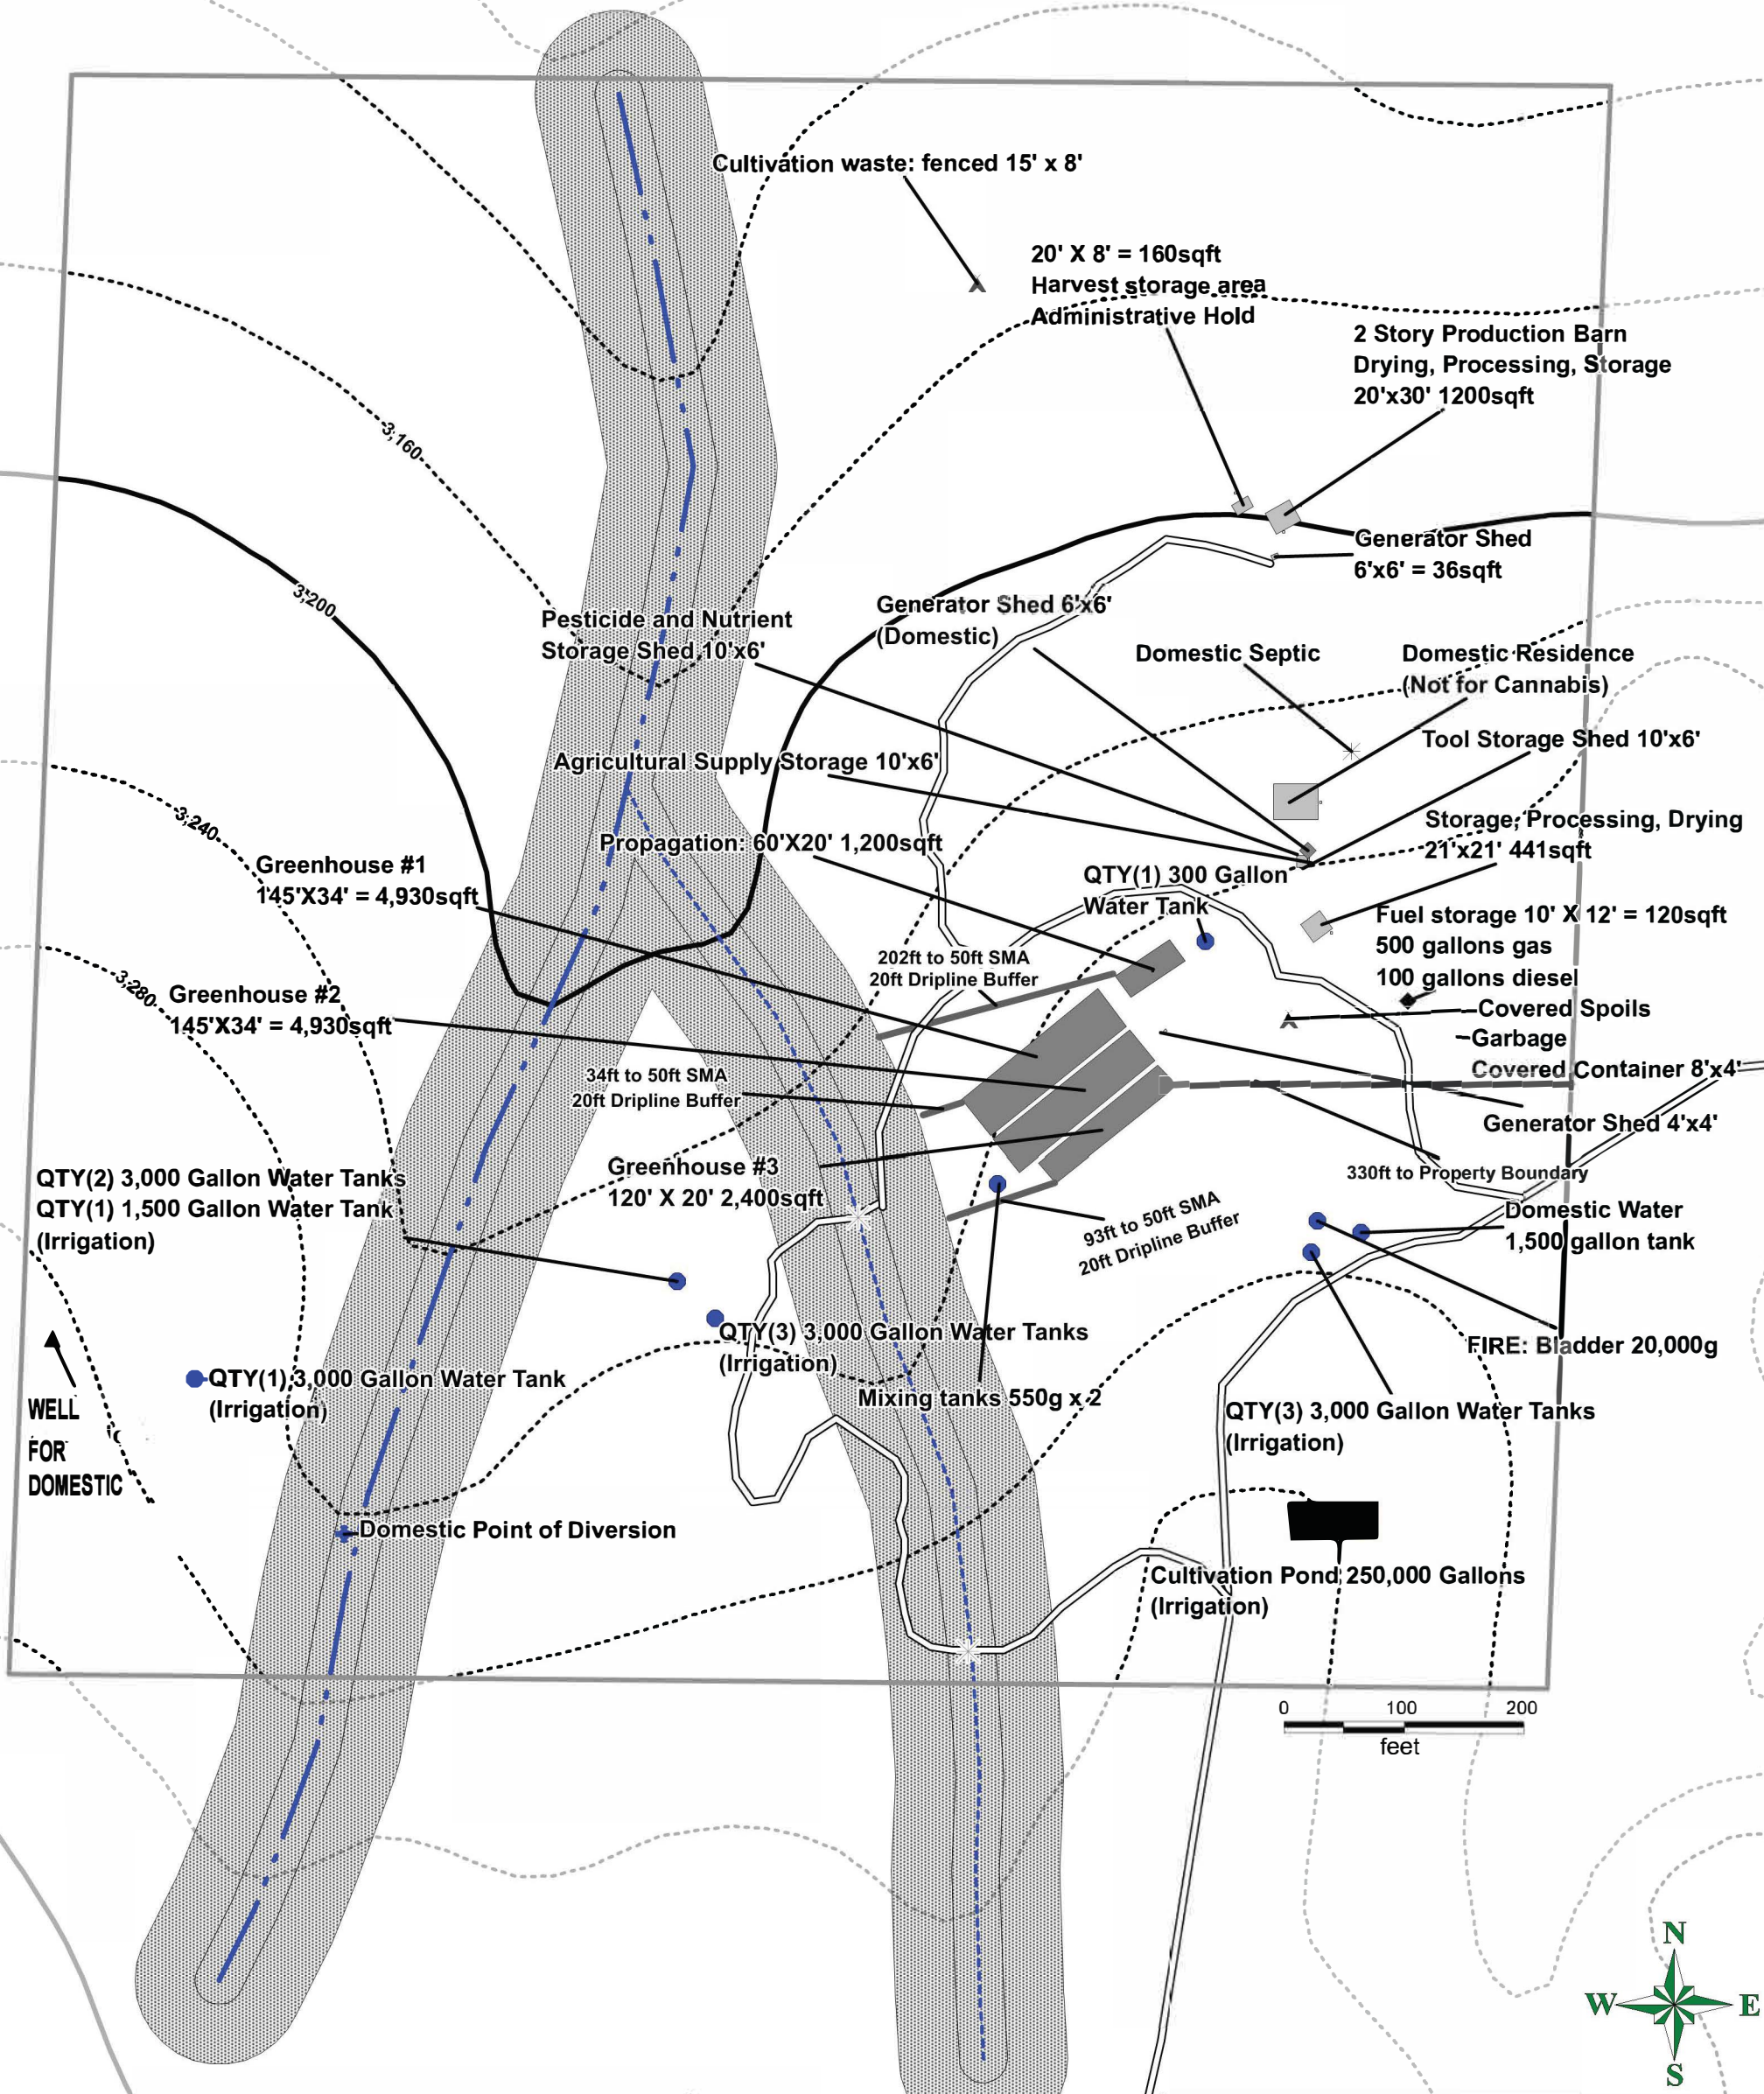 Cultivation waste: fenced 15' x 8'
20' X 8' = 160sqft
Harvest storage area
Administrative Hold
2 Story Production Barn
Drying, Processing, Storage
20'x30' 1200sqft
3,160
Generator Shed
6'x6' = 36sqft
3,200
Generator Shed 6'x6'
(Domestic)
Pesticide and Nutrient
Storage Shed 10'x6'
Domestic Septic
Domestic Residence
(Not for Cannabis)
Tool Storage Shed 10'x6'
Agricultural Supply Storage 10'x6'
3,240
Storage, Processing, Drying
21'x21' 441sqft
Propagation: 60'X20' 1,200sqft
Greenhouse #1
145'X34' = 4,930sqft
QTY(1) 300 Gallon
Water Tank
Fuel storage 10' X 12' = 120sqft
500 gallons gas
100 gallons diesel
202ft to 50ft SMA
20ft Dripline Buffer
3,280
Greenhouse #2
145'X34' = 4,930sqft
Covered Spoils
Garbage
Covered Container 8'x4'
34ft to 50ft SMA
20ft Dripline Buffer
Generator Shed 4'x4'
330ft to Property Boundary
Greenhouse #3
120' X 20' 2,400sqft
QTY(2) 3,000 Gallon Water Tanks
QTY(1) 1,500 Gallon Water Tank
(Irrigation)
93ft to 50ft SMA
20ft Dripline Buffer
Domestic Water
1,500 gallon tank
QTY(3) 3,000 Gallon Water Tanks
(Irrigation)
FIRE: Bladder 20,000g
QTY(1) 3,000 Gallon Water Tank
(Irrigation)
Mixing tanks 550g x 2
WELL
FOR
DOMESTIC
QTY(3) 3,000 Gallon Water Tanks
(Irrigation)
Domestic Point of Diversion
Cultivation Pond 250,000 Gallons
(Irrigation)
0 100 200
feet
N
W E
S